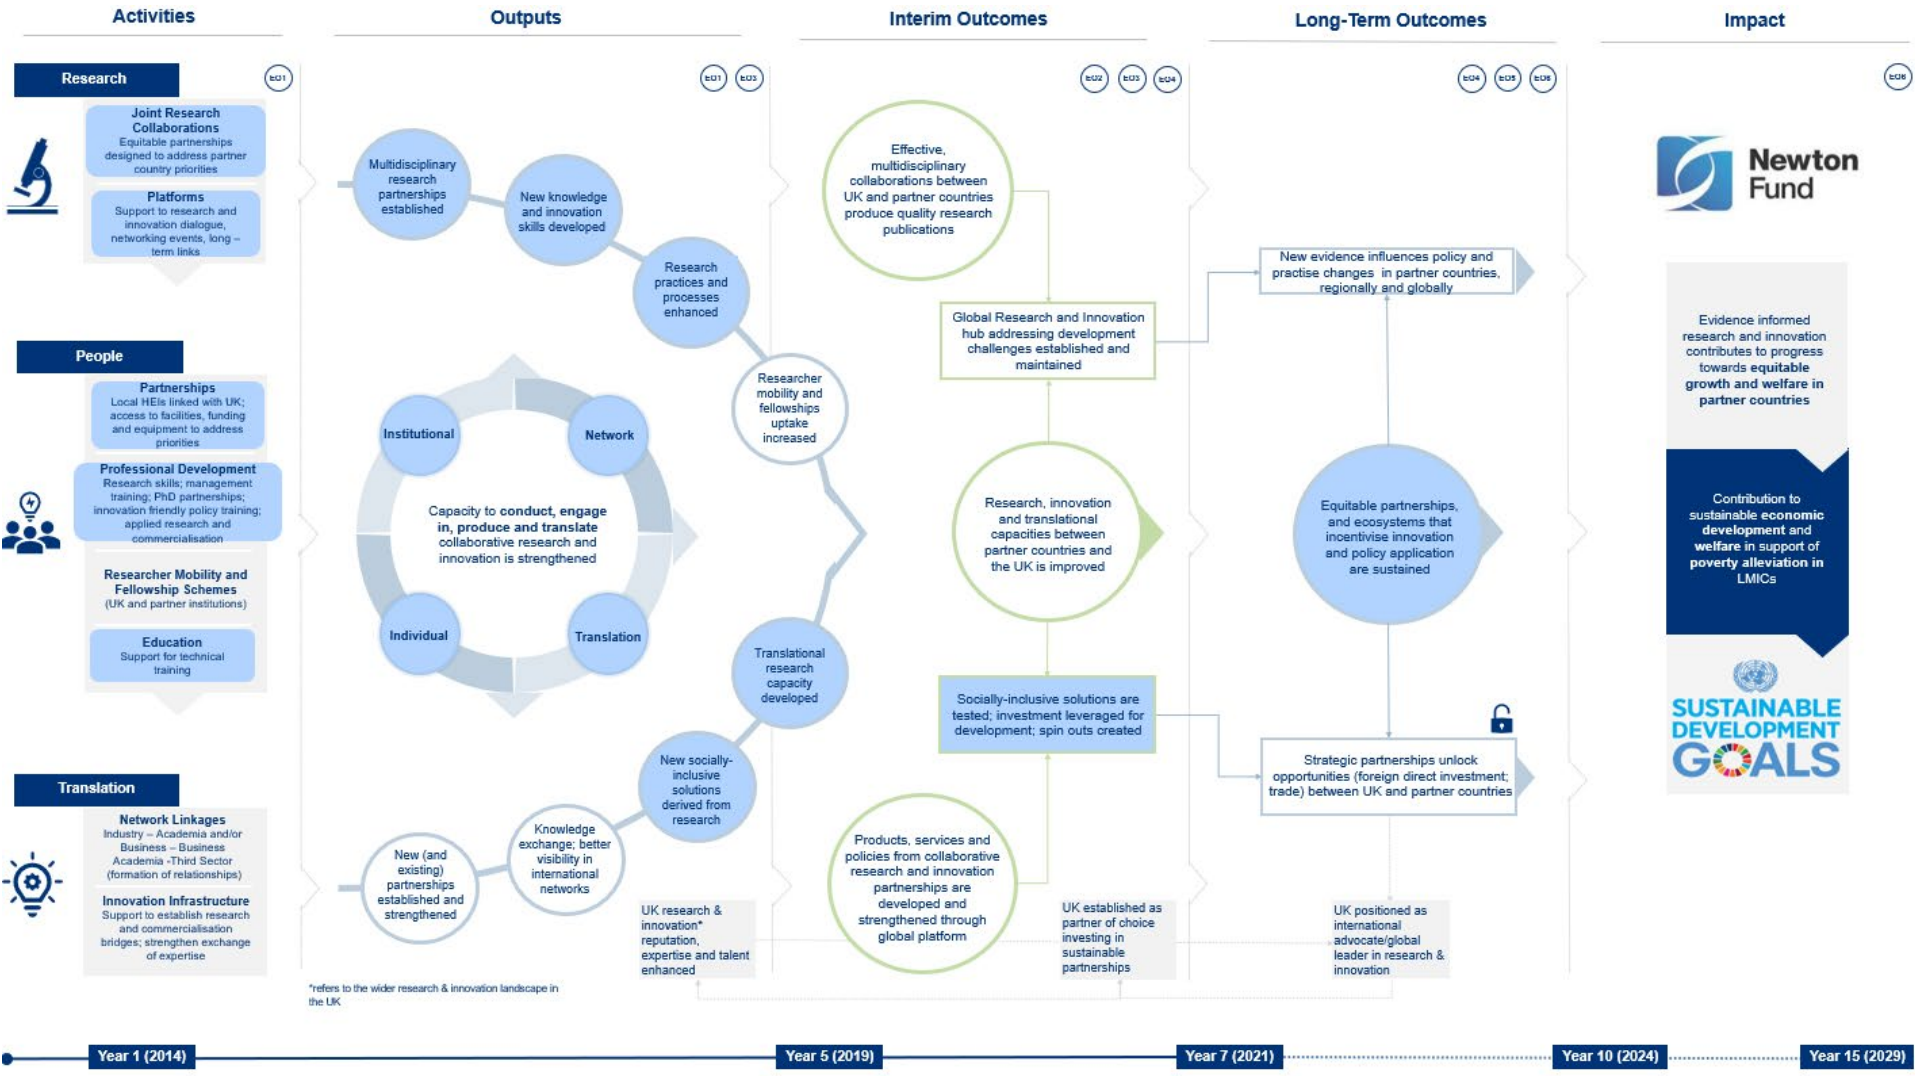 Activities
Outputs
Interim Outcomes
Long-Term Outcomes
Impact
Research
EO1
EO1
EO3
EO2
EO3
EO4
EO4
EO5
EO6
EO6
Joint Research
Collaborations
Equitable partnerships
designed to address partner
country priorities
Platforms
Support to research and
innovation dialogue,
networking events, long –
term links
People
Partnerships
Local HEIs linked with UK;
access to facilities, funding
and equipment to address
priorities
Professional Development
Research skills; management
training; PhD partnerships;
innovation friendly policy training;
applied research and
commercialisation
Researcher Mobility and
Fellowship Schemes
(UK and partner institutions)
Education
Support for technical
training
Translation
Network Linkages
Industry – Academia and/or
Business – Business
Academia -Third Sector
(formation of relationships)
Innovation Infrastructure
Support to establish research
and commercialisation
bridges; strengthen exchange
of expertise
Multidisciplinary
research
partnerships
established
New knowledge
and innovation
skills developed
Research
practices and
processes
enhanced
Researcher
mobility and
fellowships
uptake
increased
Institutional
Network
Capacity to conduct, engage
in, produce and translate
collaborative research and
innovation is strengthened
Individual
Translation
Translational
research
capacity
developed
New socially-
inclusive
solutions
derived from
research
Knowledge
exchange; better
visibility in
international
networks
New (and
existing)
partnerships
established and
strengthened
UK research &
innovation*
reputation,
expertise and talent
enhanced
*refers to the wider research & innovation landscape in
the UK
Effective,
multidisciplinary
collaborations between
UK and partner countries
produce quality research
publications
Global Research and Innovation
hub addressing development
challenges established and
maintained
Research, innovation
and translational
capacities between
partner countries and
the UK is improved
Socially-inclusive solutions are
tested; investment leveraged for
development; spin outs created
Products, services and
policies from collaborative
research and innovation
partnerships are
developed and
strengthened through
global platform
UK established as
partner of choice
investing in
sustainable
partnerships
New evidence influences policy and
practise changes in partner countries,
regionally and globally
Equitable partnerships,
and ecosystems that
incentivise innovation
and policy application
are sustained
Strategic partnerships unlock
opportunities (foreign direct investment;
trade) between UK and partner countries
UK positioned as
international
advocate/global
leader in research &
innovation
Newton
Fund
Evidence informed
research and innovation
contributes to progress
towards equitable
growth and welfare in
partner countries
Contribution to
sustainable economic
development and
welfare in support of
poverty alleviation in
LMICs
SUSTAINABLE
DEVELOPMENT
GOALS
Year 1 (2014)
Year 5 (2019)
Year 7 (2021)
Year 10 (2024)
Year 15 (2029)